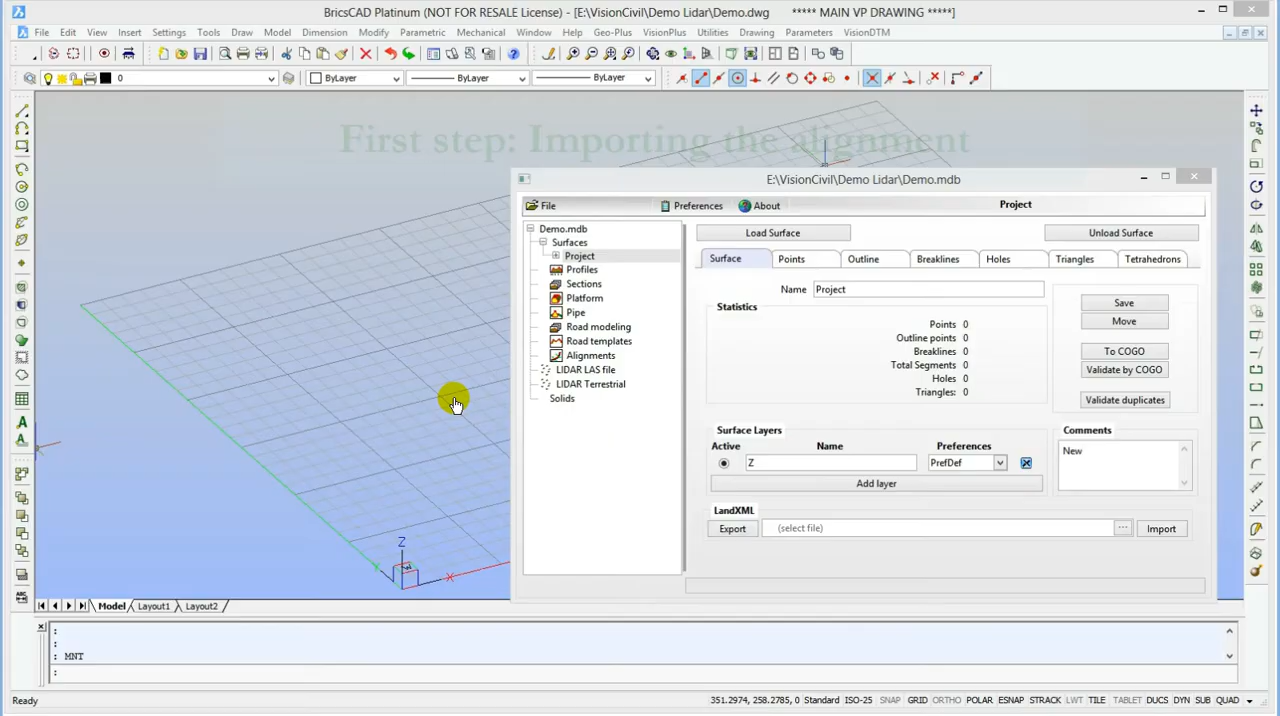 BricsCAD Platinum (NOT FOR RESALE License) - [E:\VisionCivil\Demo Lidar\Demo.dwg ***** MAIN VP DRAWING *****]
File Edit View Insert Settings Tools Draw Model Dimension Modify Parametric Mechanical Window Help Geo-Plus VisionPlus Utilities Drawing Parameters VisionDTM
0 ByLayer ByLayer ByLayer
First step: Importing the alignment
E:\VisionCivil\Demo Lidar\Demo.mdb
File Preferences About Project
Demo.mdb
Surfaces
Project
Profiles
Sections
Platform
Pipe
Road modeling
Road templates
Alignments
LIDAR LAS file
LIDAR Terrestrial
Solids
Load Surface Unload Surface
Surface Points Outline Breaklines Holes Triangles Tetrahedrons
Name Project
Statistics
Points 0
Outline points 0
Breaklines 0
Total Segments 0
Holes 0
Triangles: 0
Save
Move
To COGO
Validate by COGO
Validate duplicates
Surface Layers
Active Name Preferences
Z PrefDef
Add layer
Comments
New
LandXML
Export (select file) ... Import
Z
W
X
Model Layout1 Layout2
:
:
: MNT
:
Ready 351.2974, 258.2785, 0 Standard ISO-25 SNAP GRID ORTHO POLAR ESNAP STRACK LWT TILE TABLET DUCS DYN SUB QUAD